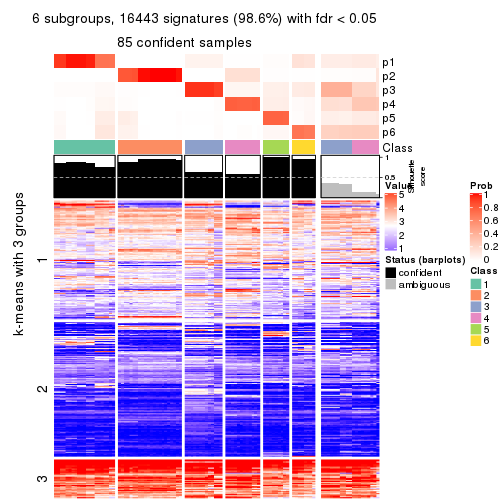 6 subgroups, 16443 signatures (98.6%) with fdr < 0.05
85 confident samples
p1
p2
p3
p4
p5
p6
Class
1
0.5
Silhouette
score
k-means with 3 groups
1
2
3
Value
5
4
3
2
1
Status (barplots)
confident
ambiguous
Prob
1
0.8
0.6
0.4
0.2
0
Class
1
2
3
4
5
6